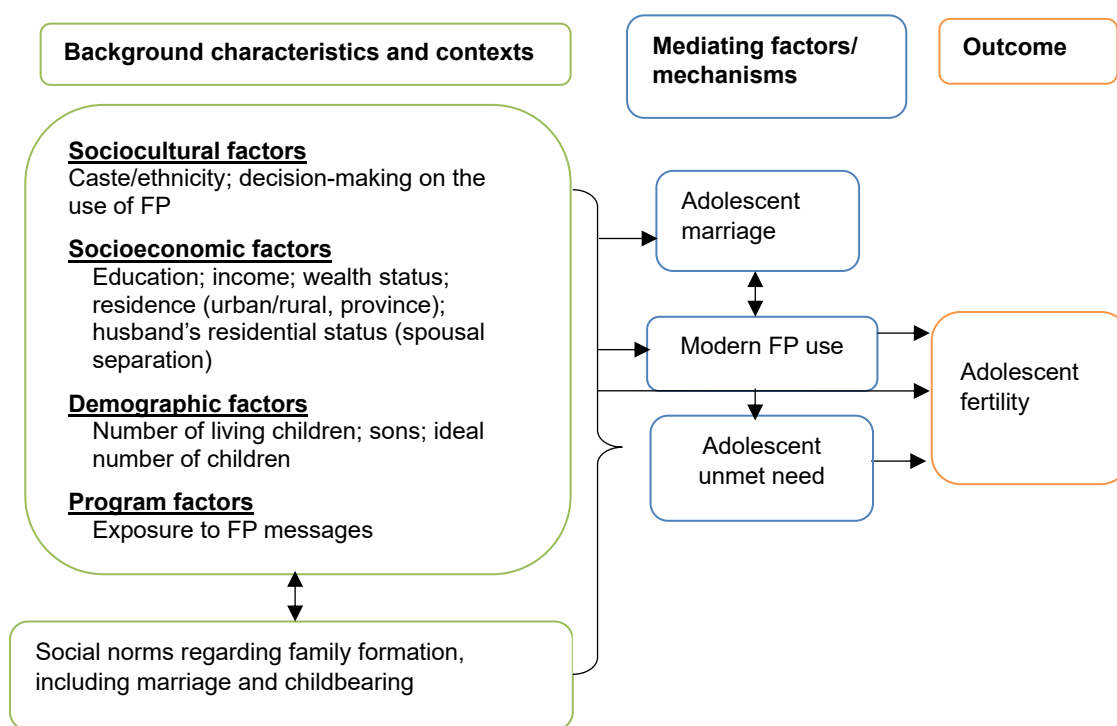 Background characteristics and contexts
Mediating factors/
mechanisms
Outcome
Sociocultural factors
Caste/ethnicity; decision-making on the
use of FP
Socioeconomic factors
Education; income; wealth status;
residence (urban/rural, province);
husband’s residential status (spousal
separation)
Demographic factors
Number of living children; sons; ideal
number of children
Program factors
Exposure to FP messages
Social norms regarding family formation,
including marriage and childbearing
Adolescent
marriage
Modern FP use
Adolescent
unmet need
Adolescent
fertility